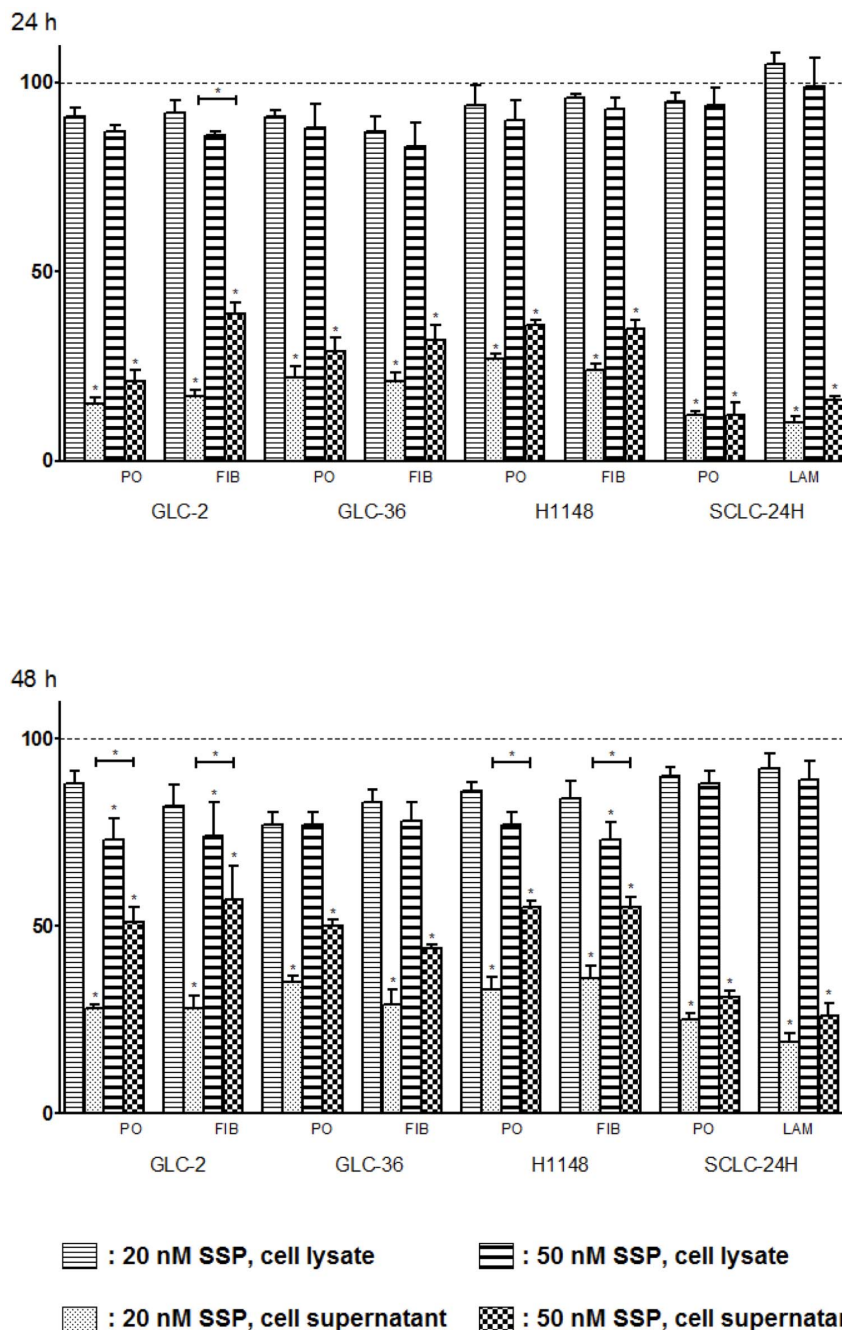 24 h
100
*
* * * * * * * *
* * * * * * * *
50
0
PO FIB PO FIB PO FIB PO LAM
GLC-2 GLC-36 H1148 SCLC-24H
48 h
100
* * * *
* * *
* * * * * * * *
50
* * * * * * * *
0
PO FIB PO FIB PO FIB PO LAM
GLC-2 GLC-36 H1148 SCLC-24H
: 20 nM SSP, cell lysate : 50 nM SSP, cell lysate
: 20 nM SSP, cell supernatant : 50 nM SSP, cell supernatan